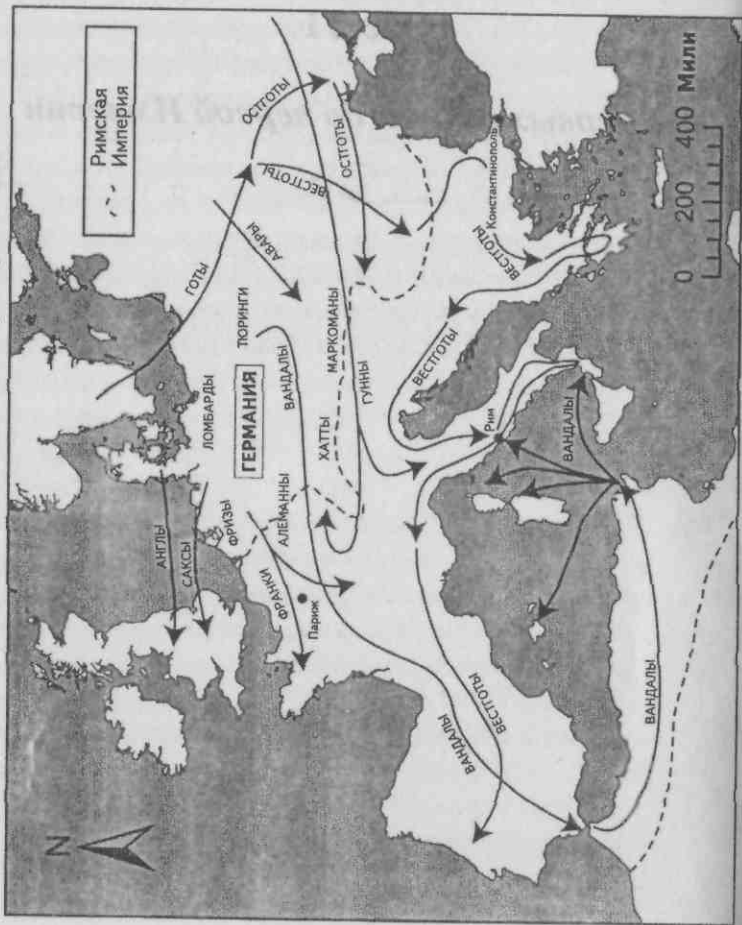 Римская
Империя
N
АНГЛЫ
САКСЫ
ФРИЗЫ
ЛОМБАРДЫ
ГЕРМАНИЯ
ТЮРИНГИ
ГОТЫ
АВАРЫ
ОСТГОТЫ
ВЕСТГОТЫ
ОСТГОТЫ
ФРАНКИ
Париж
АЛЕМАННЫ
ХАТТЫ
ВАНДАЛЫ
МАРКОМАНЫ
ГУННЫ
ВЕСТГОТЫ
ВЕСТГОТЫ
Константинополь
Рим
ВАНДАЛЫ
ВЕСТГОТЫ
ВАНДАЛЫ
ВАНДАЛЫ
0 200 400 Мили